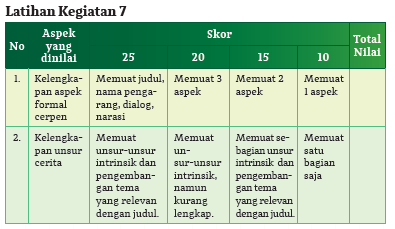 Latihan Kegiatan 7
No
Aspek
yang
dinilai
Skor
Total
Nilai
25
20
15
10
1.
Kelengka-
pan aspek
formal
cerpen
Memuat judul,
nama penga-
rang, dialog,
narasi
Memuat 3
aspek
Memuat 2
aspek
Memuat
1 aspek
2.
Kelengka-
pan unsur
cerita
Memuat
unsur-unsur
intrinsik dan
pengemban-
gan tema
yang relevan
dengan judul.
Memuat
un-
sur-unsur
intrinsik,
namun
kurang
lengkap.
Memuat se-
bagian unsur
intrinsik dan
pengemban-
gan tema
yang relevan
dengan judul.
Memuat
satu
bagian
saja